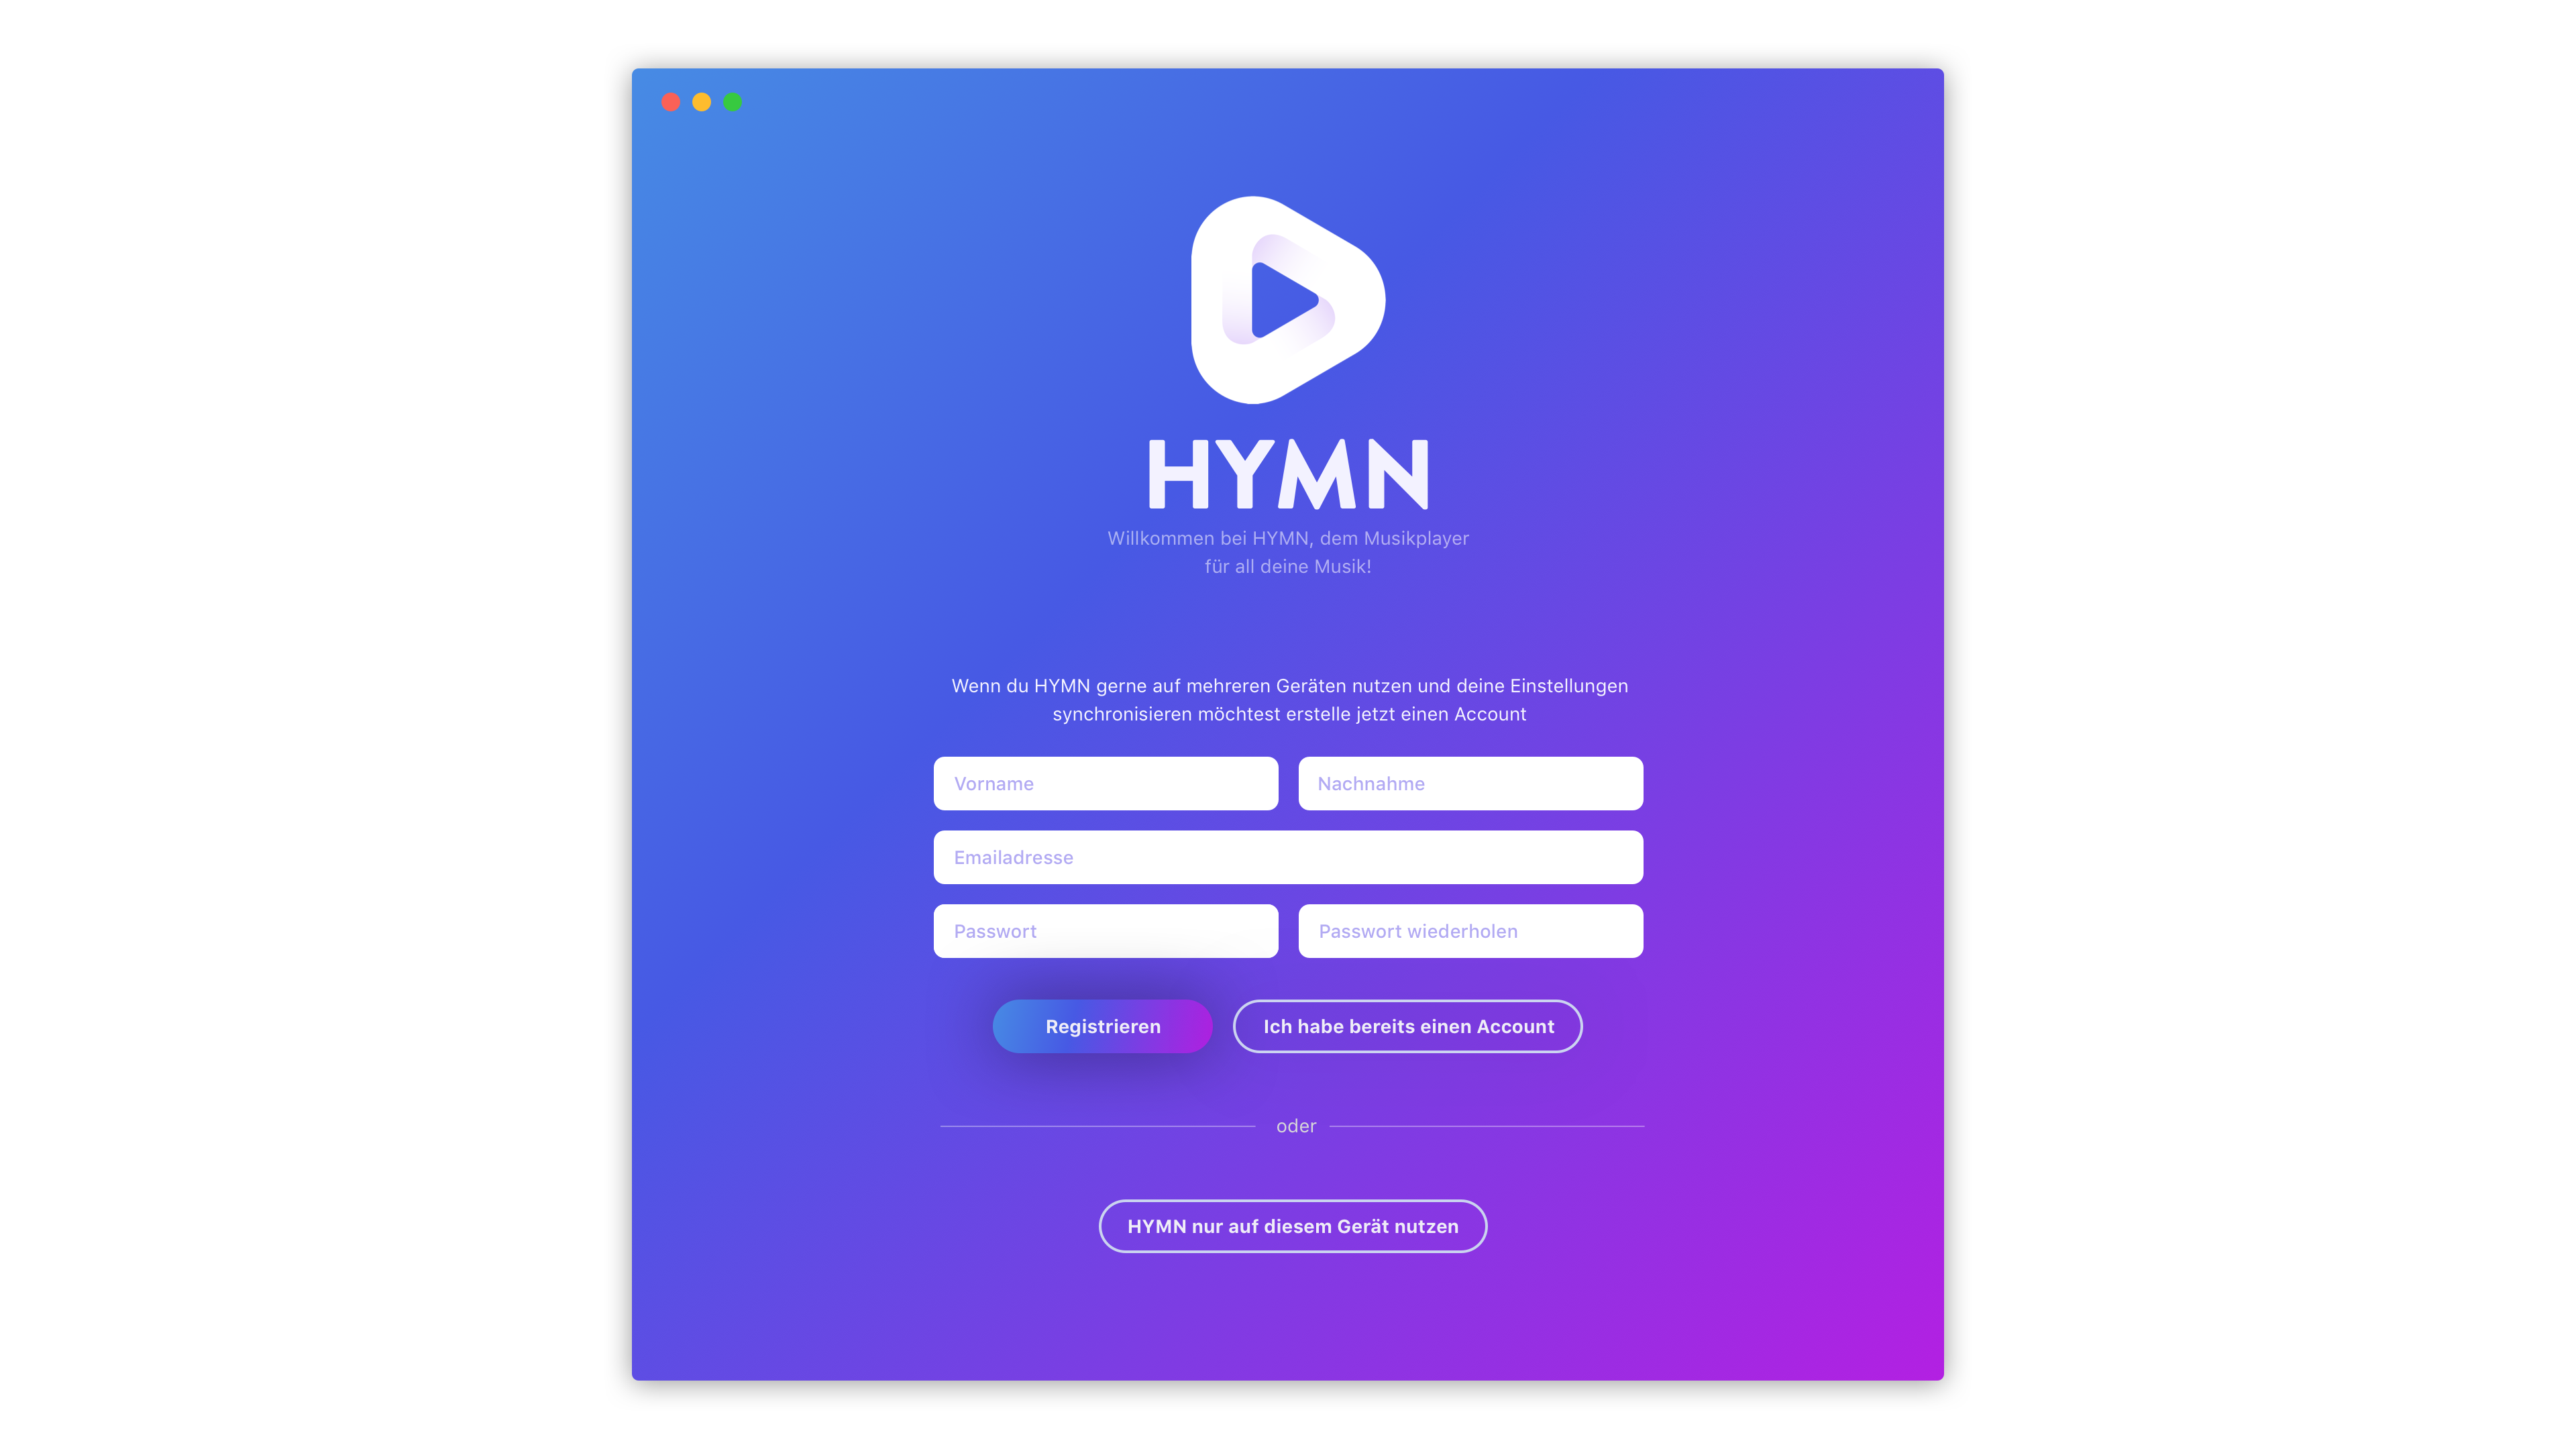 HYMN
Willkommen bei HYMN, dem Musikplayer
für all deine Musik!
Wenn du HYMN gerne auf mehreren Geräten nutzen und deine Einstellungen
synchronisieren möchtest erstelle jetzt einen Account
Vorname
Nachnahme
Emailadresse
Passwort
Passwort wiederholen
Registrieren
Ich habe bereits einen Account
oder
HYMN nur auf diesem Gerät nutzen